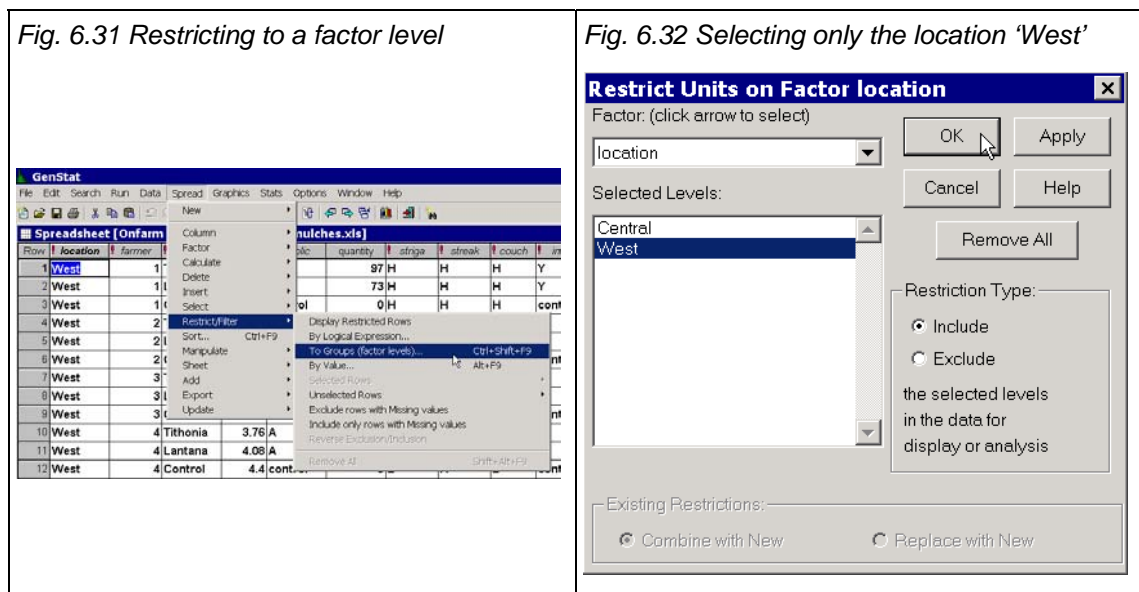 Fig. 6.31 Restricting to a factor level
GenStat
File Edit Search Run Data Spread Graphics Stats Options Window Help
Spreadsheet [Onfarm mulches.xls]
Row location farmer quantity striga streak couch
New
Column
Factor
Calculate
Delete
Insert
Select
Restrict/Filter
Sort... Ctrl+F9
Manipulate
Sheet
Add
Export
Update
Display Restricted Rows
By Logical Expression...
To Groups (factor levels)... Ctrl+Shift+F9
By Value... Alt+F9
Selected Rows
Unselected Rows
Exclude rows with Missing values
Include only rows with Missing values
Reverse Exclusion/Inclusion
Remove All Shift+Alt+F9
1 West 1 97 H H H Y
2 West 1 73 H H H Y
3 West 1 0 H H H
4 West 2
5 West 2
6 West 2
7 West 3
8 West 3
9 West 3
10 West 4 Tithonia 3.76 A
11 West 4 Lantana 4.08 A
12 West 4 Control 4.4
Fig. 6.32 Selecting only the location ‘West’
Restrict Units on Factor location
Factor: (click arrow to select)
location
OK
Apply
Selected Levels:
Cancel
Help
Central
West
Remove All
Restriction Type:
Include
Exclude
the selected levels
in the data for
display or analysis
Existing Restrictions:
Combine with New
Replace with New